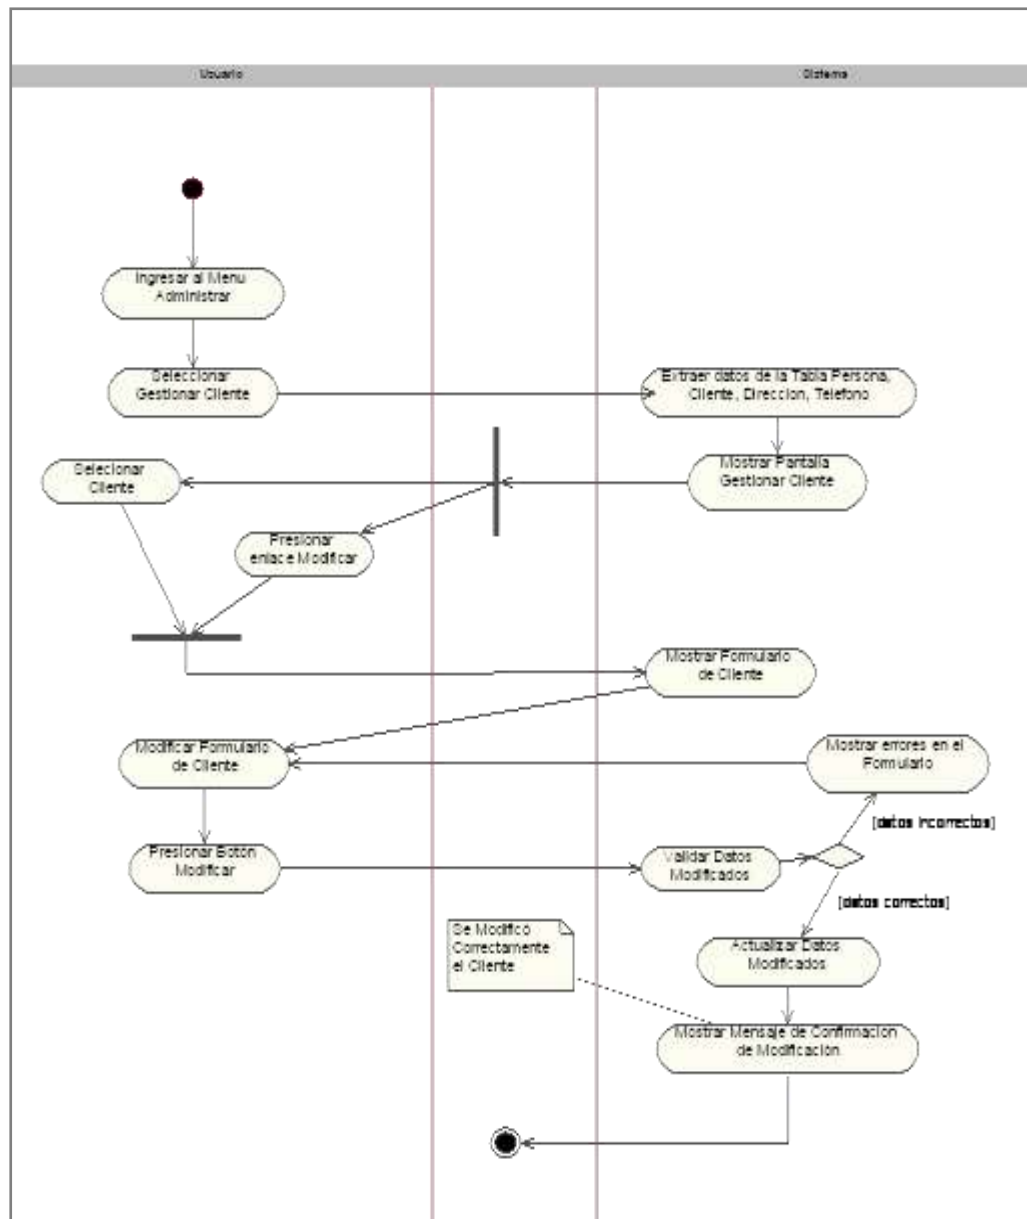 Usuario
Sistema
Ingresar al Menu
Administrar
Seleccionar
Gestionar Cliente
Extraer datos de la Tabla Persona,
Cliente, Direccion, Telefono
Selecionar
Cliente
Mostrar Pantalla
Gestionar Cliente
Presionar
enlace Modificar
Mostrar Formulario
de Cliente
Modificar Formulario
de Cliente
Mostrar errores en el
Formulario
[datos incorrectos]
Presionar Botón
Modificar
Validar Datos
Modificados
[datos correctos]
Se Modifico
Correctamente
el Cliente
Actualizar Datos
Modificados
Mostrar Mensaje de Confirmacion
de Modificación